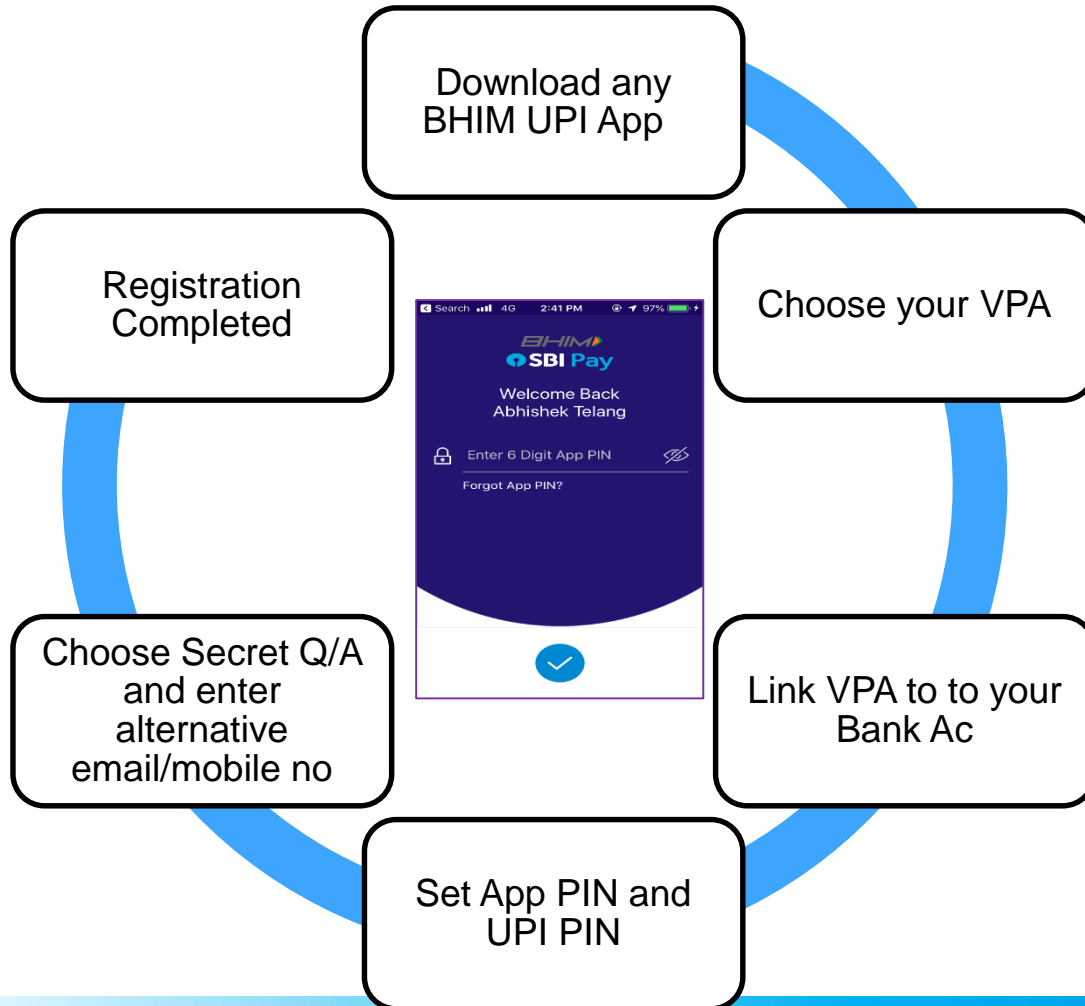 Download any
BHIM UPI App
Registration
Completed
Choose your VPA
Search 4G 2:41 PM 97%
BHIM
SBI Pay
Welcome Back
Abhishek Telang
Enter 6 Digit App PIN
Forgot App PIN?
Choose Secret Q/A
and enter
alternative
email/mobile no
Link VPA to to your
Bank Ac
Set App PIN and
UPI PIN